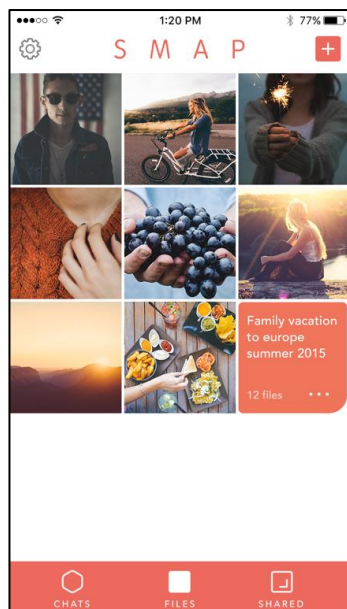 1:20 PM
77%
S M A P
Family vacation
to europe
summer 2015
12 files
CHATS
FILES
SHARED